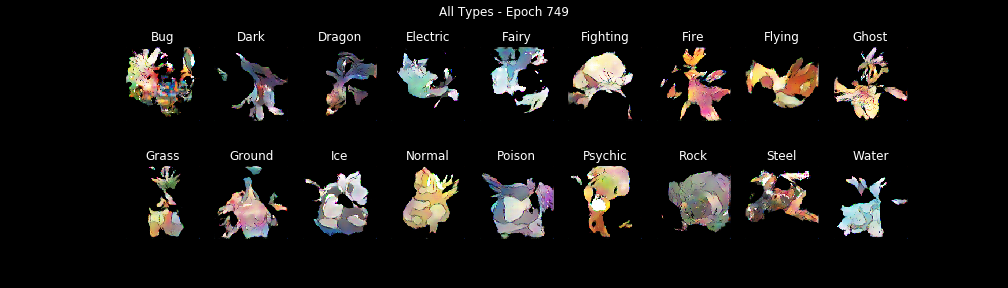 All Types - Epoch 749
Bug Dark Dragon Electric Fairy Fighting Fire Flying Ghost
Grass Ground Ice Normal Poison Psychic Rock Steel Water